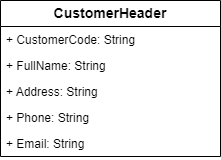 CustomerHeader
+ CustomerCode: String
+ FullName: String
+ Address: String
+ Phone: String
+ Email: String